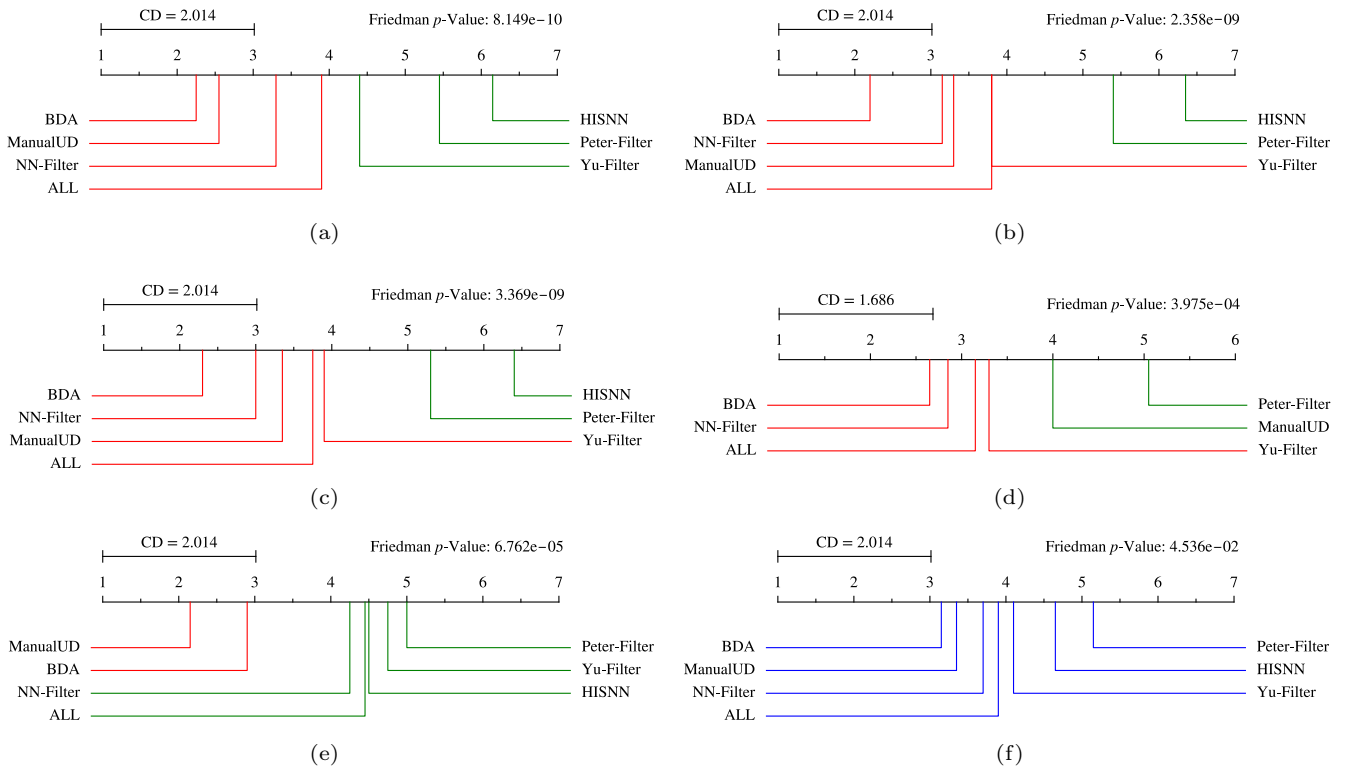 CD = 2.014
Friedman p-Value: 8.149e−10
1 2 3 4 5 6 7
BDA
ManualUD
NN-Filter
ALL
HISNN
Peter-Filter
Yu-Filter
(a)
CD = 2.014
Friedman p-Value: 2.358e−09
1 2 3 4 5 6 7
BDA
NN-Filter
ManualUD
ALL
HISNN
Peter-Filter
Yu-Filter
(b)
CD = 2.014
Friedman p-Value: 3.369e−09
1 2 3 4 5 6 7
BDA
NN-Filter
ManualUD
ALL
HISNN
Peter-Filter
Yu-Filter
(c)
CD = 1.686
Friedman p-Value: 3.975e−04
1 2 3 4 5 6
BDA
NN-Filter
ALL
Peter-Filter
ManualUD
Yu-Filter
(d)
CD = 2.014
Friedman p-Value: 6.762e−05
1 2 3 4 5 6 7
ManualUD
BDA
NN-Filter
ALL
Peter-Filter
Yu-Filter
HISNN
(e)
CD = 2.014
Friedman p-Value: 4.536e−02
1 2 3 4 5 6 7
BDA
ManualUD
NN-Filter
ALL
Peter-Filter
HISNN
Yu-Filter
(f)